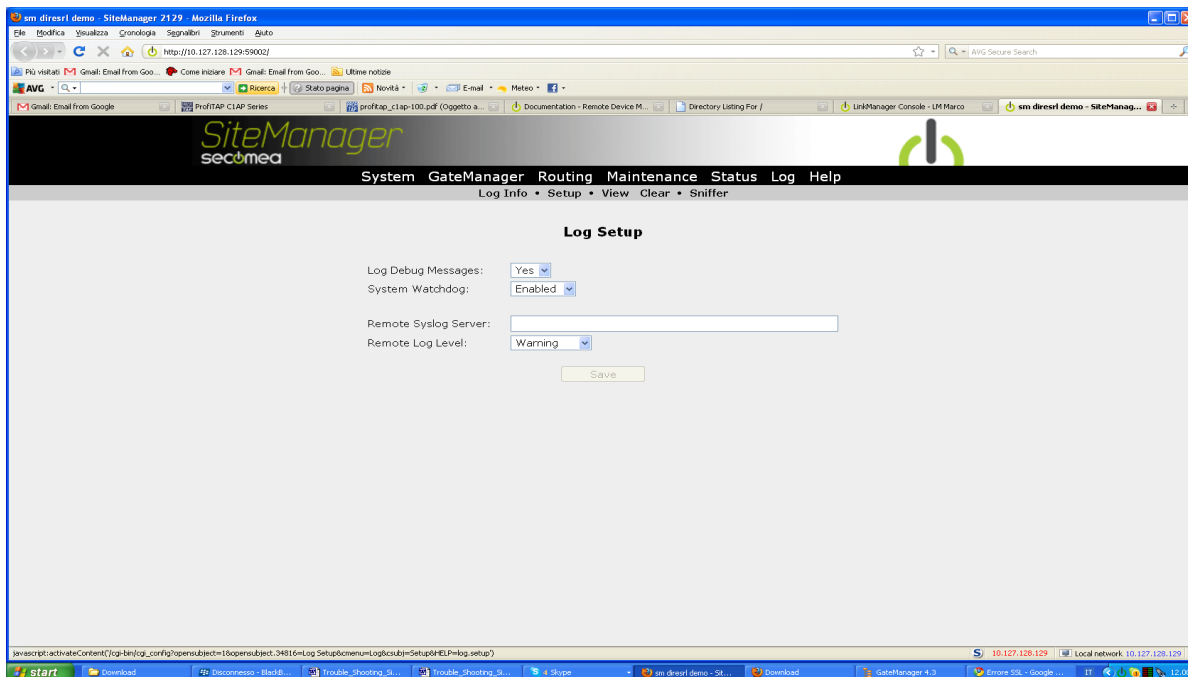 sm diresrl demo - SiteManager 2129 - Mozilla Firefox
File Modifica Visualizza Cronologia Segnalibri Strumenti Aiuto
http://10.127.128.129:59002/
AVG Secure Search
Più visitati Gmail: Email from Goo... Come iniziare Gmail: Email from Goo... Ultime notizie
AVG Ricerca Stato pagina Novità E-mail Meteo
Gmail: Email from Google ProfiTAP C1AP Series profitap_c1ap-100.pdf (Oggetto a... Documentation - Remote Device M... Directory Listing For / LinkManager Console - LM Marco sm diresrl demo - SiteManag...
SiteManager
secomea
System GateManager Routing Maintenance Status Log Help
Log Info • Setup • View Clear • Sniffer
Log Setup
Log Debug Messages: Yes
System Watchdog: Enabled
Remote Syslog Server:
Remote Log Level: Warning
Save
javascript:activateContent('/cgi-bin/cgi_config?opensubject=1&opensubject.34816=Log Setup&cmenu=Log&csubj=Setup&HELP=log.setup')
10.127.128.129 Local network 10.127.128.129
start Download Disconnesso - BlackB... Trouble_Shooting_Si... Trouble_Shooting_Si... 4 Skype sm diresrl demo - Sit... Download GateManager 4.3 Errore SSL - Google ... IT 12.00